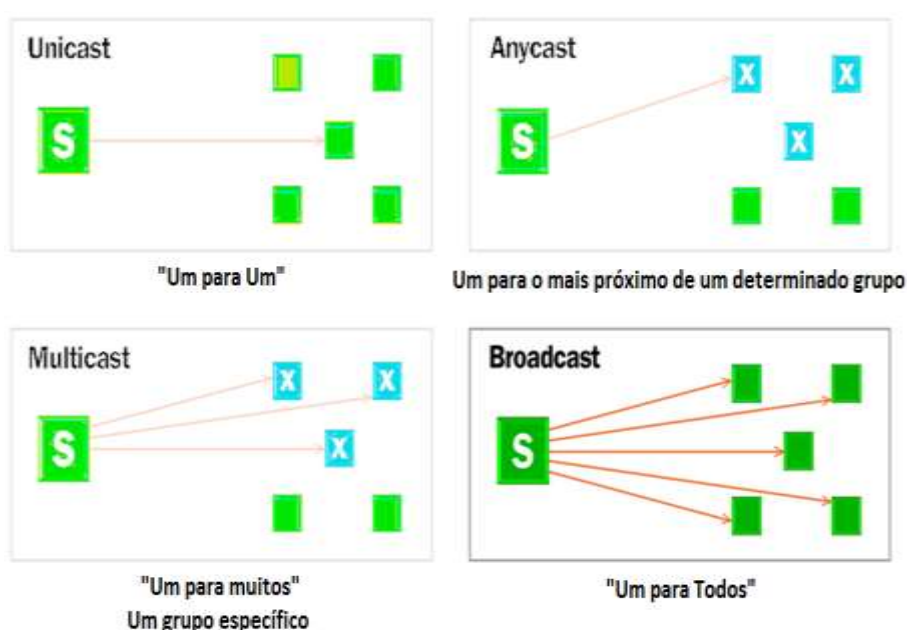 Unicast
S
"Um para Um"
Anycast
S
X
X
X
Um para o mais próximo de um determinado grupo
Multicast
S
X
X
X
"Um para muitos"
Um grupo específico
Broadcast
S
"Um para Todos"